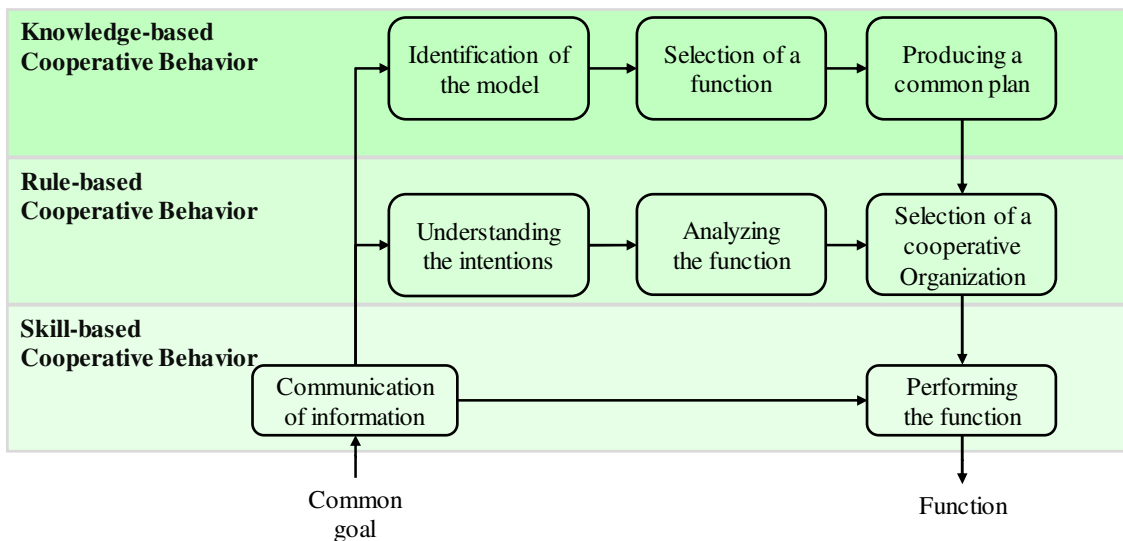 Knowledge-based
Cooperative Behavior
Identification of
the model
Selection of a
function
Producing a
common plan
Rule-based
Cooperative Behavior
Understanding
the intentions
Analyzing
the function
Selection of a
cooperative
Organization
Skill-based
Cooperative Behavior
Communication
of information
Performing
the function
Common
goal
Function